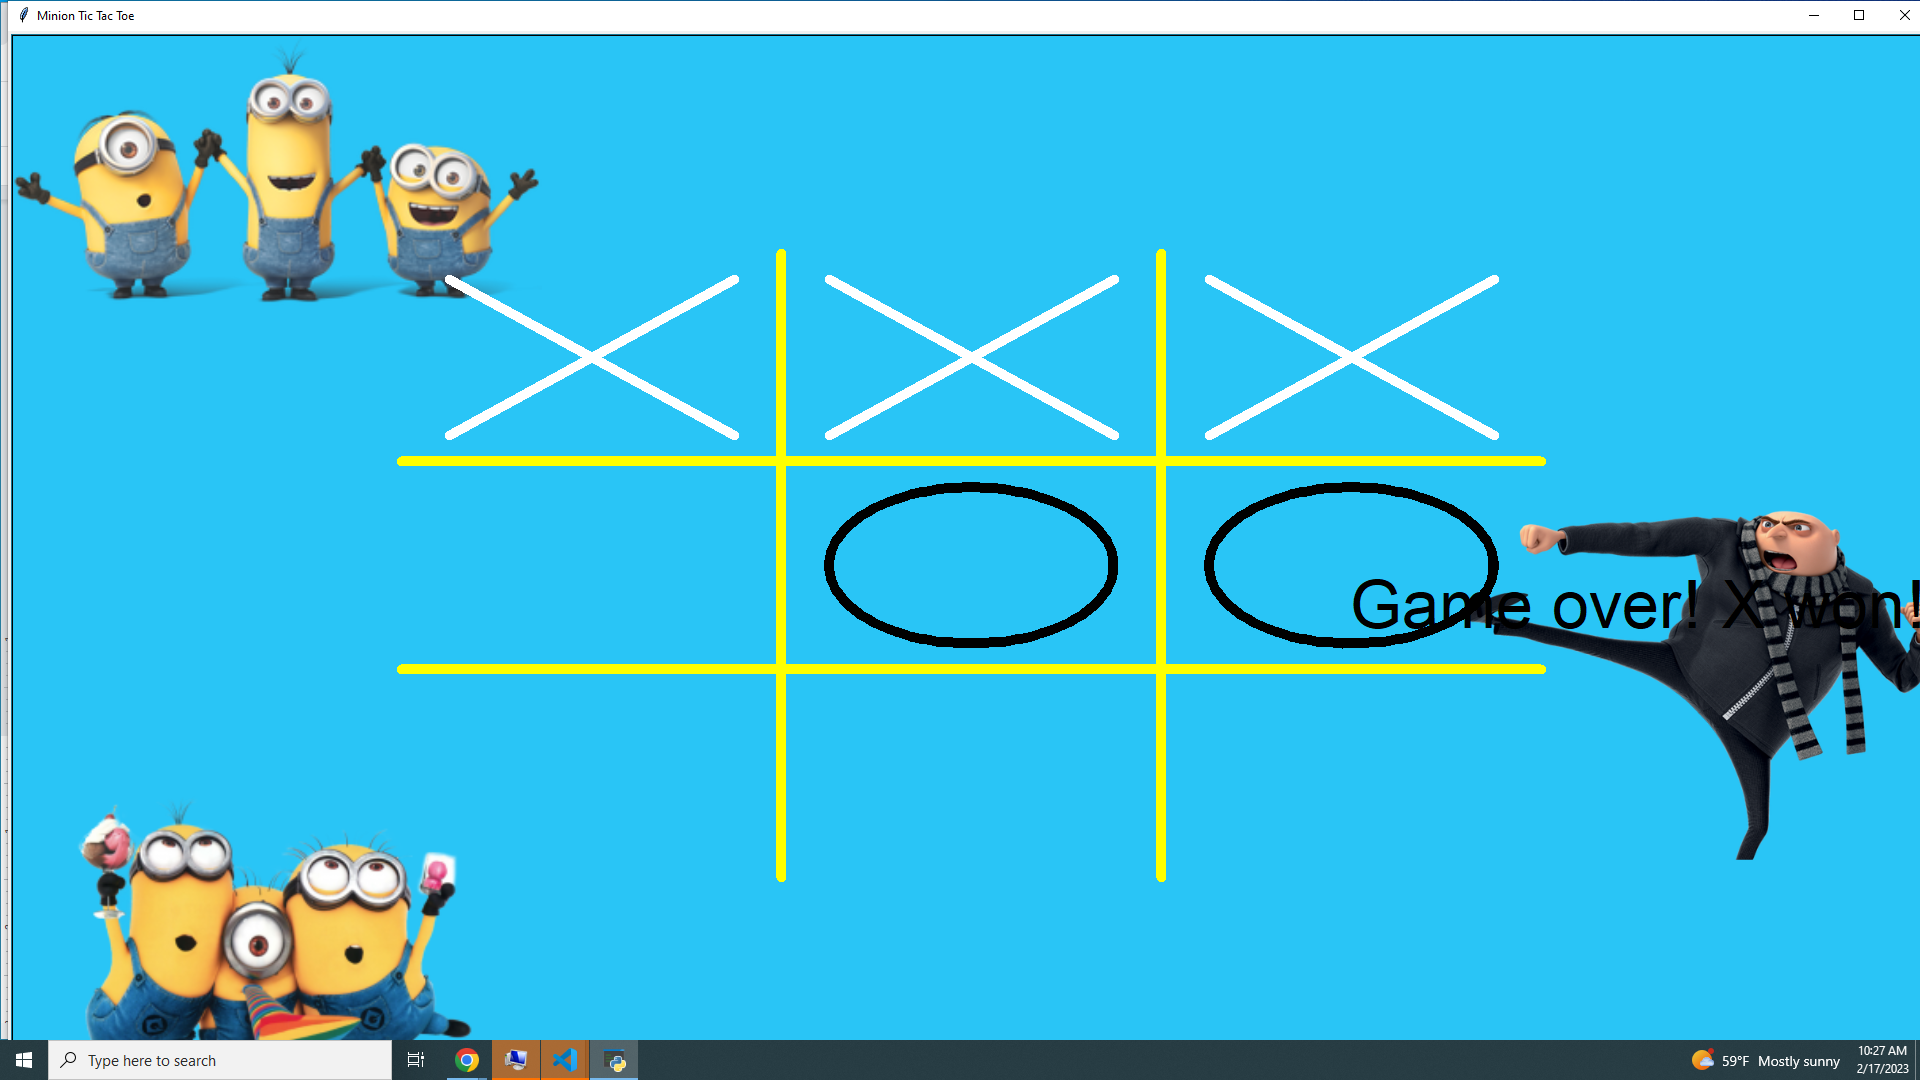 Minion Tic Tac Toe
Game over! X won!
Type here to search
59°F Mostly sunny
10:27 AM
2/17/2023